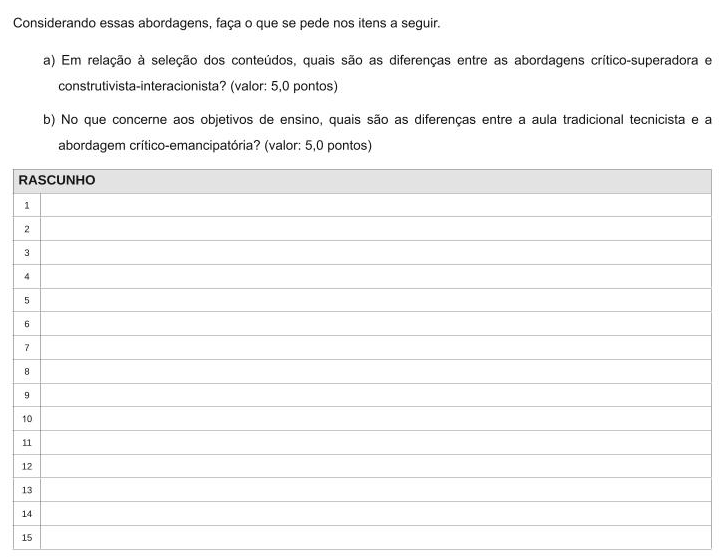 Considerando essas abordagens, faça o que se pede nos itens a seguir.
a) Em relação à seleção dos conteúdos, quais são as diferenças entre as abordagens crítico-superadora e
construtivista-interacionista? (valor: 5,0 pontos)
b) No que concerne aos objetivos de ensino, quais são as diferenças entre a aula tradicional tecnicista e a
abordagem crítico-emancipatória? (valor: 5,0 pontos)
RASCUNHO
1
2
3
4
5
6
7
8
9
10
11
12
13
14
15